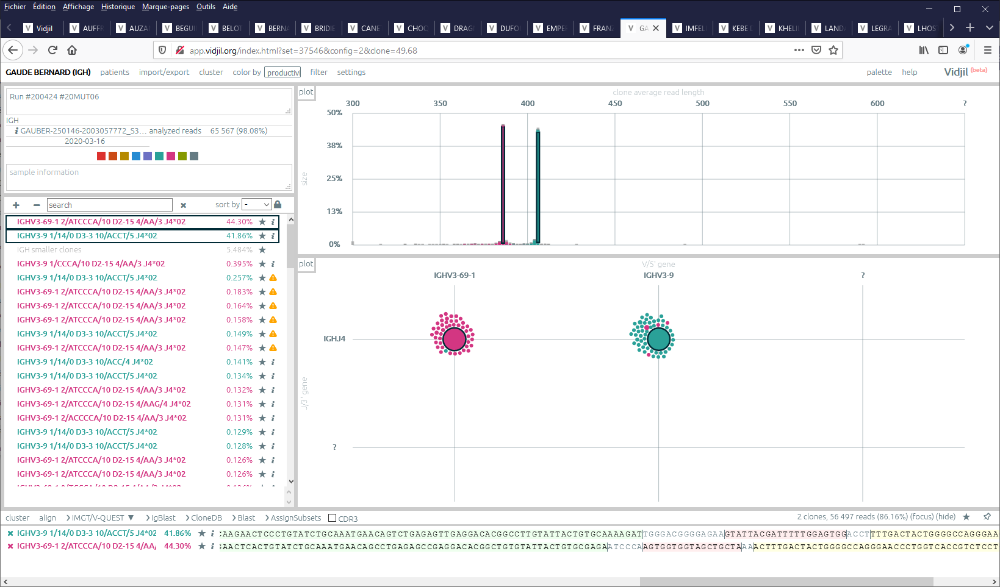 Fichier Édition Affichage Historique Marque-pages Outils Aide
Vidjil AUFFR AUZA BEGUI BELOT BERNA BRIDIE CANE CHOC DRAG DUFO EMPER FRANZ GA IMFEL KEBE KHELI LAND LEGRA LHOST
app.vidjil.org/index.html?set=37546&config=2&clone=49,68
GAUDE BERNARD (IGH) patients import/export cluster color by productivi filter settings palette help Vidjil (beta)
Run #200424 #20MUT06
IGH
i GAUBER-250146-2003057772_S3... analyzed reads 65 567 (98.08%)
2020-03-16
sample information
+ − search × sort by -
IGHV3-69-1 2/ATCCCA/10 D2-15 4/AA/3 J4*02 44.30% ★ i
IGHV3-9 1/14/0 D3-3 10/ACCT/5 J4*02 41.86% ★ i
IGH smaller clones 5.484% ★
IGHV3-9 1/CCCA/10 D2-15 4/AA/3 J4*02 0.395% ★ i
IGHV3-9 1/14/0 D3-3 10/ACCT/5 J4*02 0.257% ★
IGHV3-69-1 2/ATCCCA/10 D2-15 4/AA/3 J4*02 0.183% ★
IGHV3-69-1 2/ATCCCA/10 D2-15 4/AA/3 J4*02 0.164% ★
IGHV3-69-1 2/ATCCCA/10 D2-15 4/AA/3 J4*02 0.158% ★
IGHV3-9 1/14/0 D3-3 10/ACCT/5 J4*02 0.149% ★
IGHV3-69-1 2/ATCCCA/10 D2-15 4/AA/3 J4*02 0.147% ★
IGHV3-9 1/14/0 D3-3 10/ACC/4 J4*02 0.141% ★ i
IGHV3-9 1/14/0 D3-3 10/ACCT/5 J4*02 0.134% ★ i
IGHV3-69-1 2/ATCCCA/10 D2-15 4/AA/3 J4*02 0.132% ★ i
IGHV3-69-1 2/ATCCCA/10 D2-15 4/AAG/4 J4*02 0.131% ★ i
IGHV3-69-1 2/ACCCCA/10 D2-15 4/AA/3 J4*02 0.131% ★ i
IGHV3-9 1/14/0 D3-3 10/ACCT/5 J4*02 0.129% ★ i
IGHV3-9 1/14/0 D3-3 10/ACCT/5 J4*02 0.128% ★ i
IGHV3-69-1 2/ATCCCA/10 D2-15 4/AA/3 J4*02 0.126% ★ i
IGHV3-69-1 2/ATCCCA/10 D2-15 4/AA/3 J4*02 0.126% ★ i
plot
clone average read length
300 350 400 450 500 550 600 ?
50%
38%
25%
13%
0%
size
plot
V/5' gene
IGHV3-69-1 IGHV3-9 ?
IGHJ4
?
J/3' gene
cluster align IMGT/V-QUEST ▼ IgBlast CloneDB Blast AssignSubsets CDR3 2 clones, 56 497 reads (86.16%) (focus) (hide) ★
× IGHV3-9 1/14/0 D3-3 10/ACCT/5 J4*02 41.86% ★ i CAAGAACTCCCTGTATCTGCAAATGAACAGTCTGAGAGTTGAGGACACGGCCTTGTATTACTGTGCAAAAGATTGGGACGGGGAGAAGTATTACGATTTTTGGAGTGGACCTTTTGACTACTGGGGCCAGGGAA
× IGHV3-69-1 2/ATCCCA/10 D2-15 4/AA/ 44.30% ★ i GAACTCACTGTATCTGCAAATGAACAGCCTGAGAGCCGAGGACACGGCTGTGTATTACTGTGCGAGAATCCCAAGTGGTGGTAGCTGCTAAAACTTTGACTACTGGGGCCAGGGAACCCTGGTCACCGTCTCCT